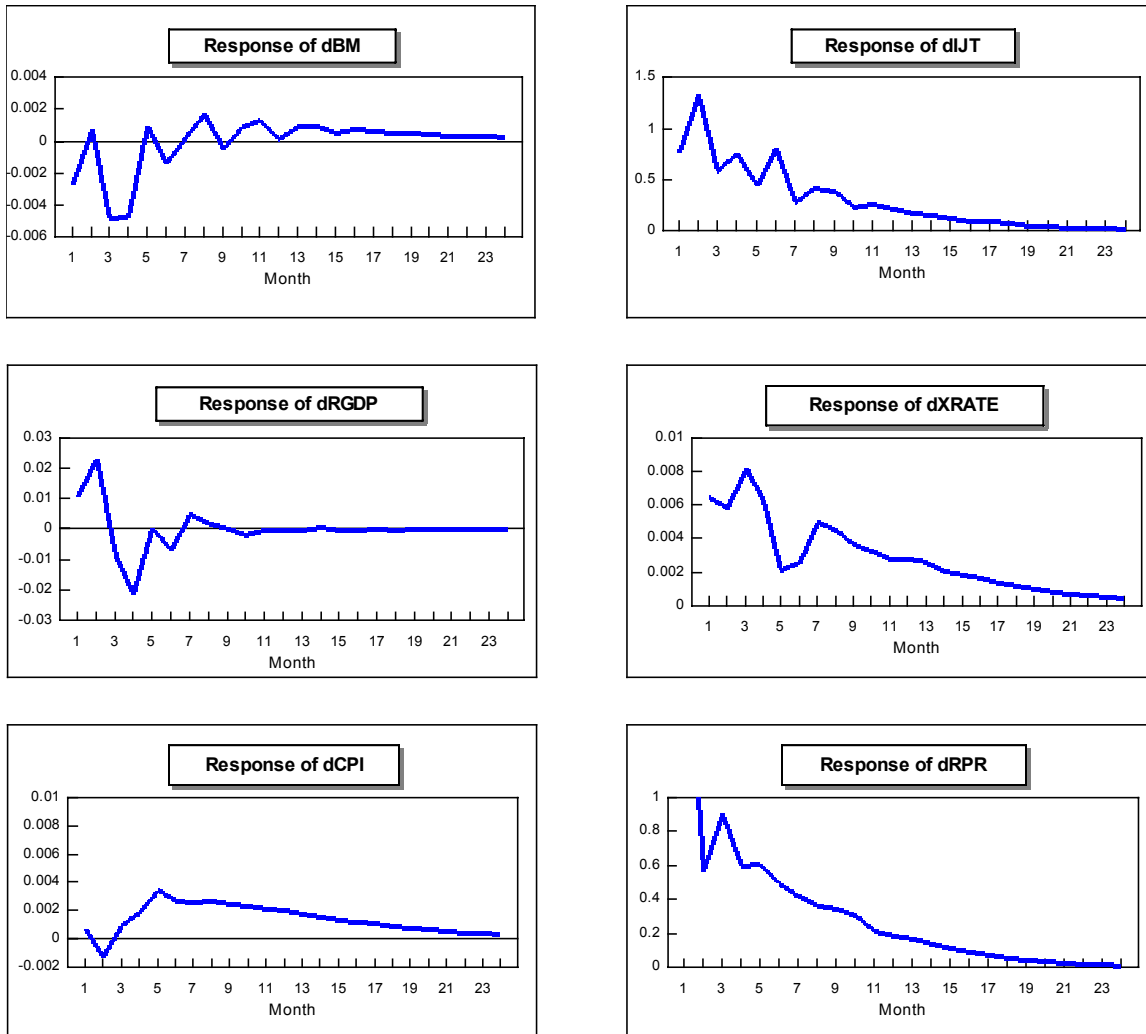 Response of dBM
0.004
0.002
0
-0.002
-0.004
-0.006
1 3 5 7 9 11 13 15 17 19 21 23
Month
Response of dIJT
1.5
1
0.5
0
1 3 5 7 9 11 13 15 17 19 21 23
Month
Response of dRGDP
0.03
0.02
0.01
0
-0.01
-0.02
-0.03
1 3 5 7 9 11 13 15 17 19 21 23
Month
Response of dXRATE
0.01
0.008
0.006
0.004
0.002
0
1 3 5 7 9 11 13 15 17 19 21 23
Month
Response of dCPI
0.01
0.008
0.006
0.004
0.002
0
-0.002
1 3 5 7 9 11 13 15 17 19 21 23
Month
Response of dRPR
1
0.8
0.6
0.4
0.2
0
1 3 5 7 9 11 13 15 17 19 21 23
Month